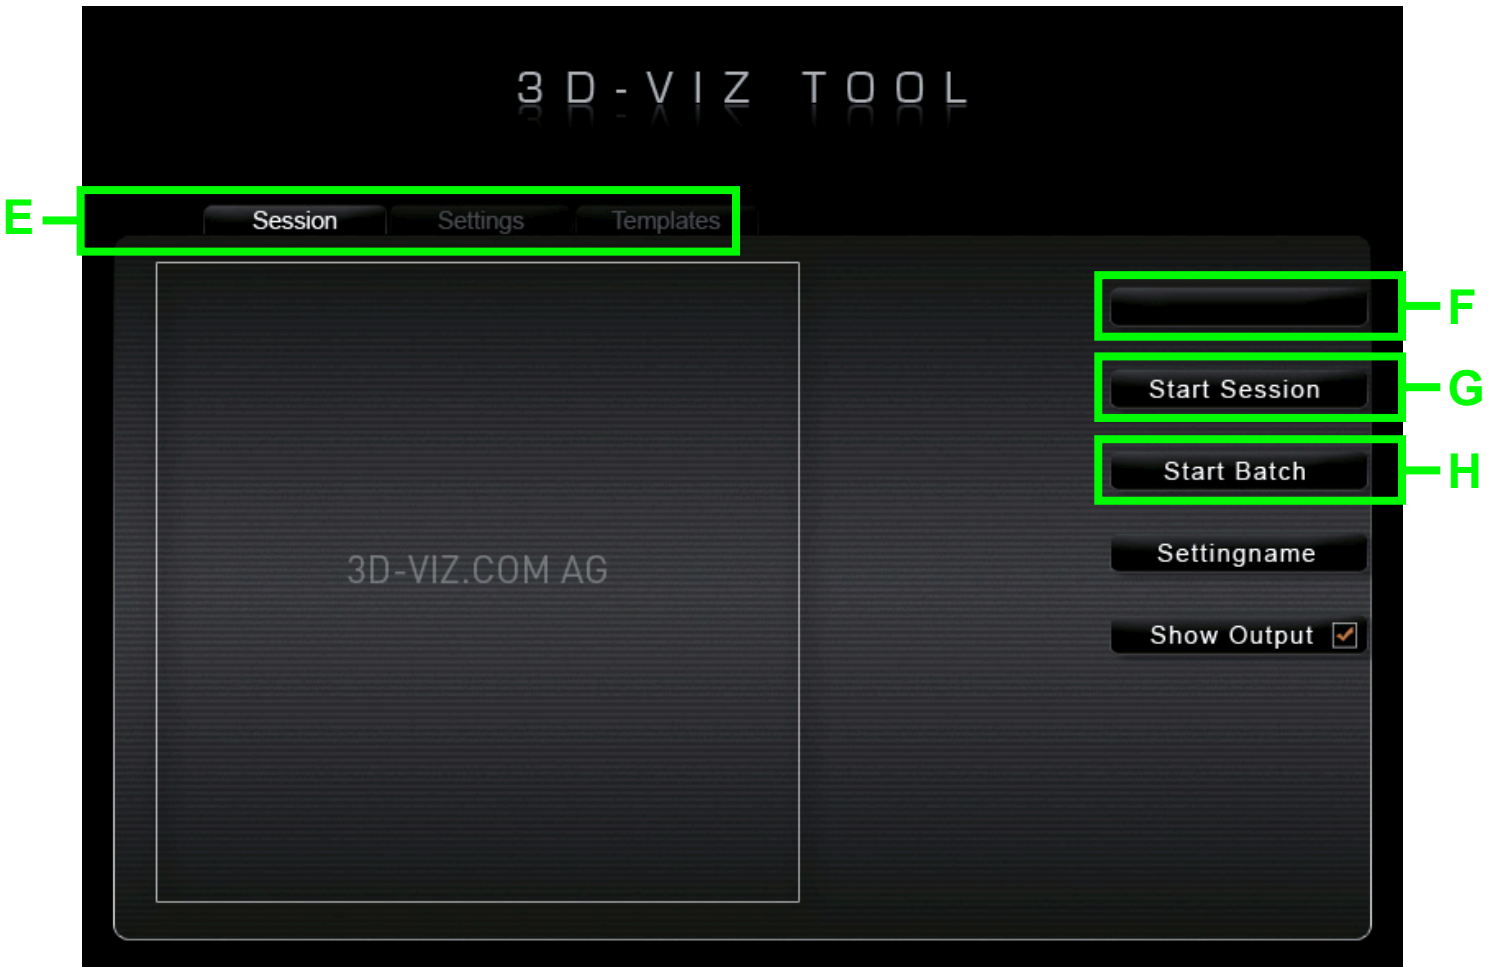 3D-VIZ TOOL
E
Session Settings Templates
F
Start Session
G
Start Batch
H
Settingname
3D-VIZ.COM AG
Show Output